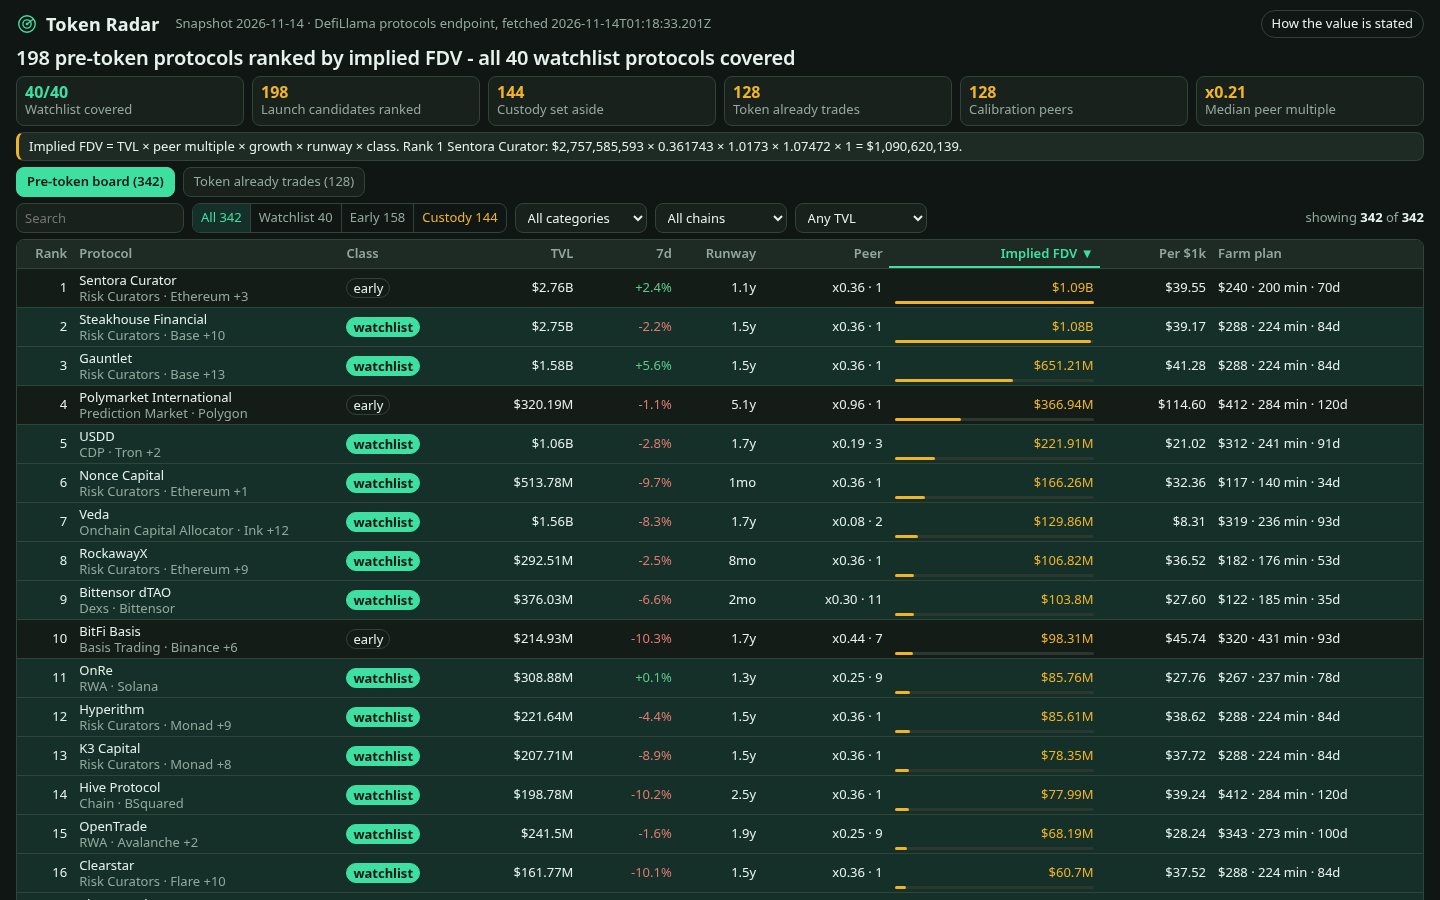 Token Radar Snapshot 2026-11-14 · DefiLlama protocols endpoint, fetched 2026-11-14T01:18:33.201Z How the value is stated
198 pre-token protocols ranked by implied FDV - all 40 watchlist protocols covered
40/40 198 144 128 128 x0.21
Watchlist covered Launch candidates ranked Custody set aside Token already trades Calibration peers Median peer multiple
Implied FDV = TVL × peer multiple × growth × runway × class. Rank 1 Sentora Curator: $2,757,585,593 × 0.361743 × 1.0173 × 1.07472 × 1 = $1,090,620,139.
Pre-token board (342) Token already trades (128)
Search All 342 Watchlist 40 Early 158 Custody 144 All categories All chains Any TVL showing 342 of 342
Rank Protocol Class TVL 7d Runway Peer Implied FDV ▼ Per $1k Farm plan
1 Sentora Curator early $2.76B +2.4% 1.1y x0.36 · 1 $1.09B $39.55 $240 · 200 min · 70d
Risk Curators · Ethereum +3
2 Steakhouse Financial watchlist $2.75B -2.2% 1.5y x0.36 · 1 $1.08B $39.17 $288 · 224 min · 84d
Risk Curators · Base +10
3 Gauntlet watchlist $1.58B +5.6% 1.5y x0.36 · 1 $651.21M $41.28 $288 · 224 min · 84d
Risk Curators · Base +13
4 Polymarket International early $320.19M -1.1% 5.1y x0.96 · 1 $366.94M $114.60 $412 · 284 min · 120d
Prediction Market · Polygon
5 USDD watchlist $1.06B -2.8% 1.7y x0.19 · 3 $221.91M $21.02 $312 · 241 min · 91d
CDP · Tron +2
6 Nonce Capital watchlist $513.78M -9.7% 1mo x0.36 · 1 $166.26M $32.36 $117 · 140 min · 34d
Risk Curators · Ethereum +1
7 Veda watchlist $1.56B -8.3% 1.7y x0.08 · 2 $129.86M $8.31 $319 · 236 min · 93d
Onchain Capital Allocator · Ink +12
8 RockawayX watchlist $292.51M -2.5% 8mo x0.36 · 1 $106.82M $36.52 $182 · 176 min · 53d
Risk Curators · Ethereum +9
9 Bittensor dTAO watchlist $376.03M -6.6% 2mo x0.30 · 11 $103.8M $27.60 $122 · 185 min · 35d
Dexs · Bittensor
10 BitFi Basis early $214.93M -10.3% 1.7y x0.44 · 7 $98.31M $45.74 $320 · 431 min · 93d
Basis Trading · Binance +6
11 OnRe watchlist $308.88M +0.1% 1.3y x0.25 · 9 $85.76M $27.76 $267 · 237 min · 78d
RWA · Solana
12 Hyperithm watchlist $221.64M -4.4% 1.5y x0.36 · 1 $85.61M $38.62 $288 · 224 min · 84d
Risk Curators · Monad +9
13 K3 Capital watchlist $207.71M -8.9% 1.5y x0.36 · 1 $78.35M $37.72 $288 · 224 min · 84d
Risk Curators · Monad +8
14 Hive Protocol watchlist $198.78M -10.2% 2.5y x0.36 · 1 $77.99M $39.24 $412 · 284 min · 120d
Chain · BSquared
15 OpenTrade watchlist $241.5M -1.6% 1.9y x0.25 · 9 $68.19M $28.24 $343 · 273 min · 100d
RWA · Avalanche +2
16 Clearstar watchlist $161.77M -10.1% 1.5y x0.36 · 1 $60.7M $37.52 $288 · 224 min · 84d
Risk Curators · Flare +10